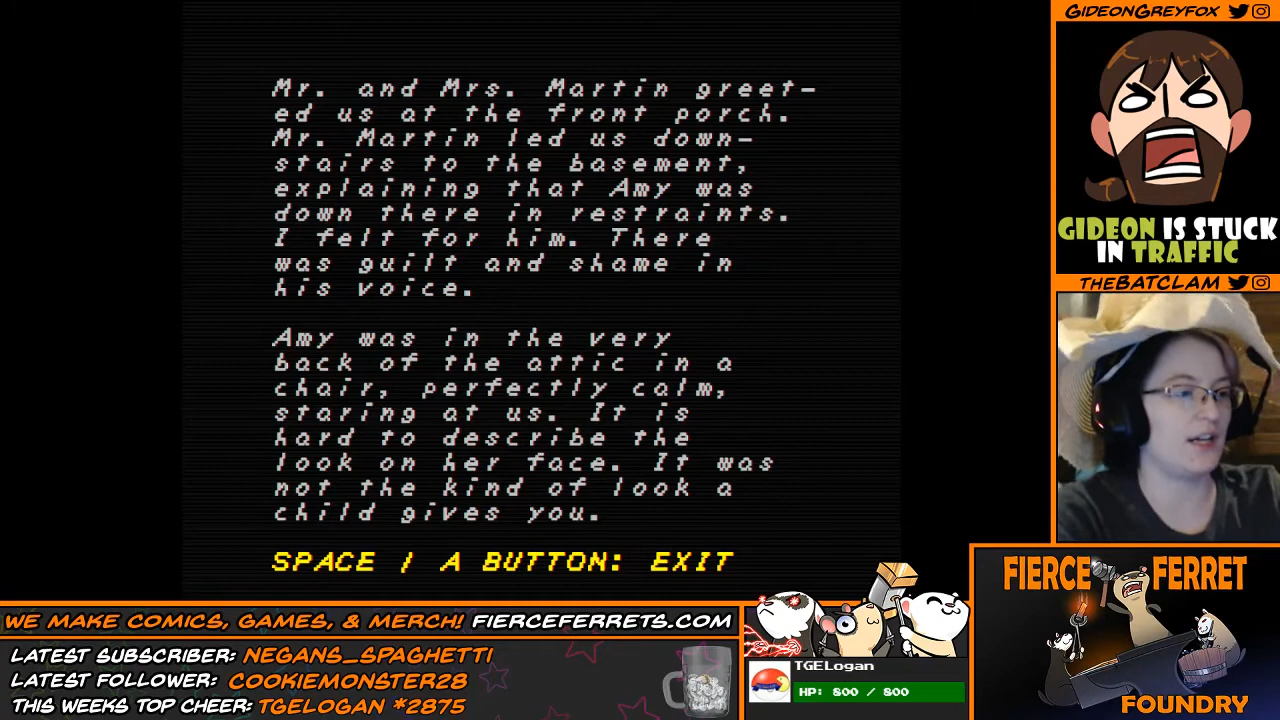 Mr. and Mrs. Martin greet-
ed us at the front porch.
Mr. Martin led us down-
stairs to the basement,
explaining that Amy was
down there in restraints.
I felt for him. There
was guilt and shame in
his voice.
Amy was in the very
back of the attic in a
chair, perfectly calm,
staring at us. It is
hard to describe the
look on her face. It was
not the kind of look a
child gives you.
SPACE / A BUTTON: EXIT
GIDEONGREYFOX
GIDEON IS STUCK
IN TRAFFIC
THEBATCLAM
FIERCE FERRET
FOUNDRY
WE MAKE COMICS, GAMES, & MERCH! FIERCEFERRETS.COM
LATEST SUBSCRIBER: NEGANS_SPAGHETTI
LATEST FOLLOWER: COOKIEMONSTER28
THIS WEEKS TOP CHEER: TGELOGAN *2875
TGELogan
HP: 800 / 800